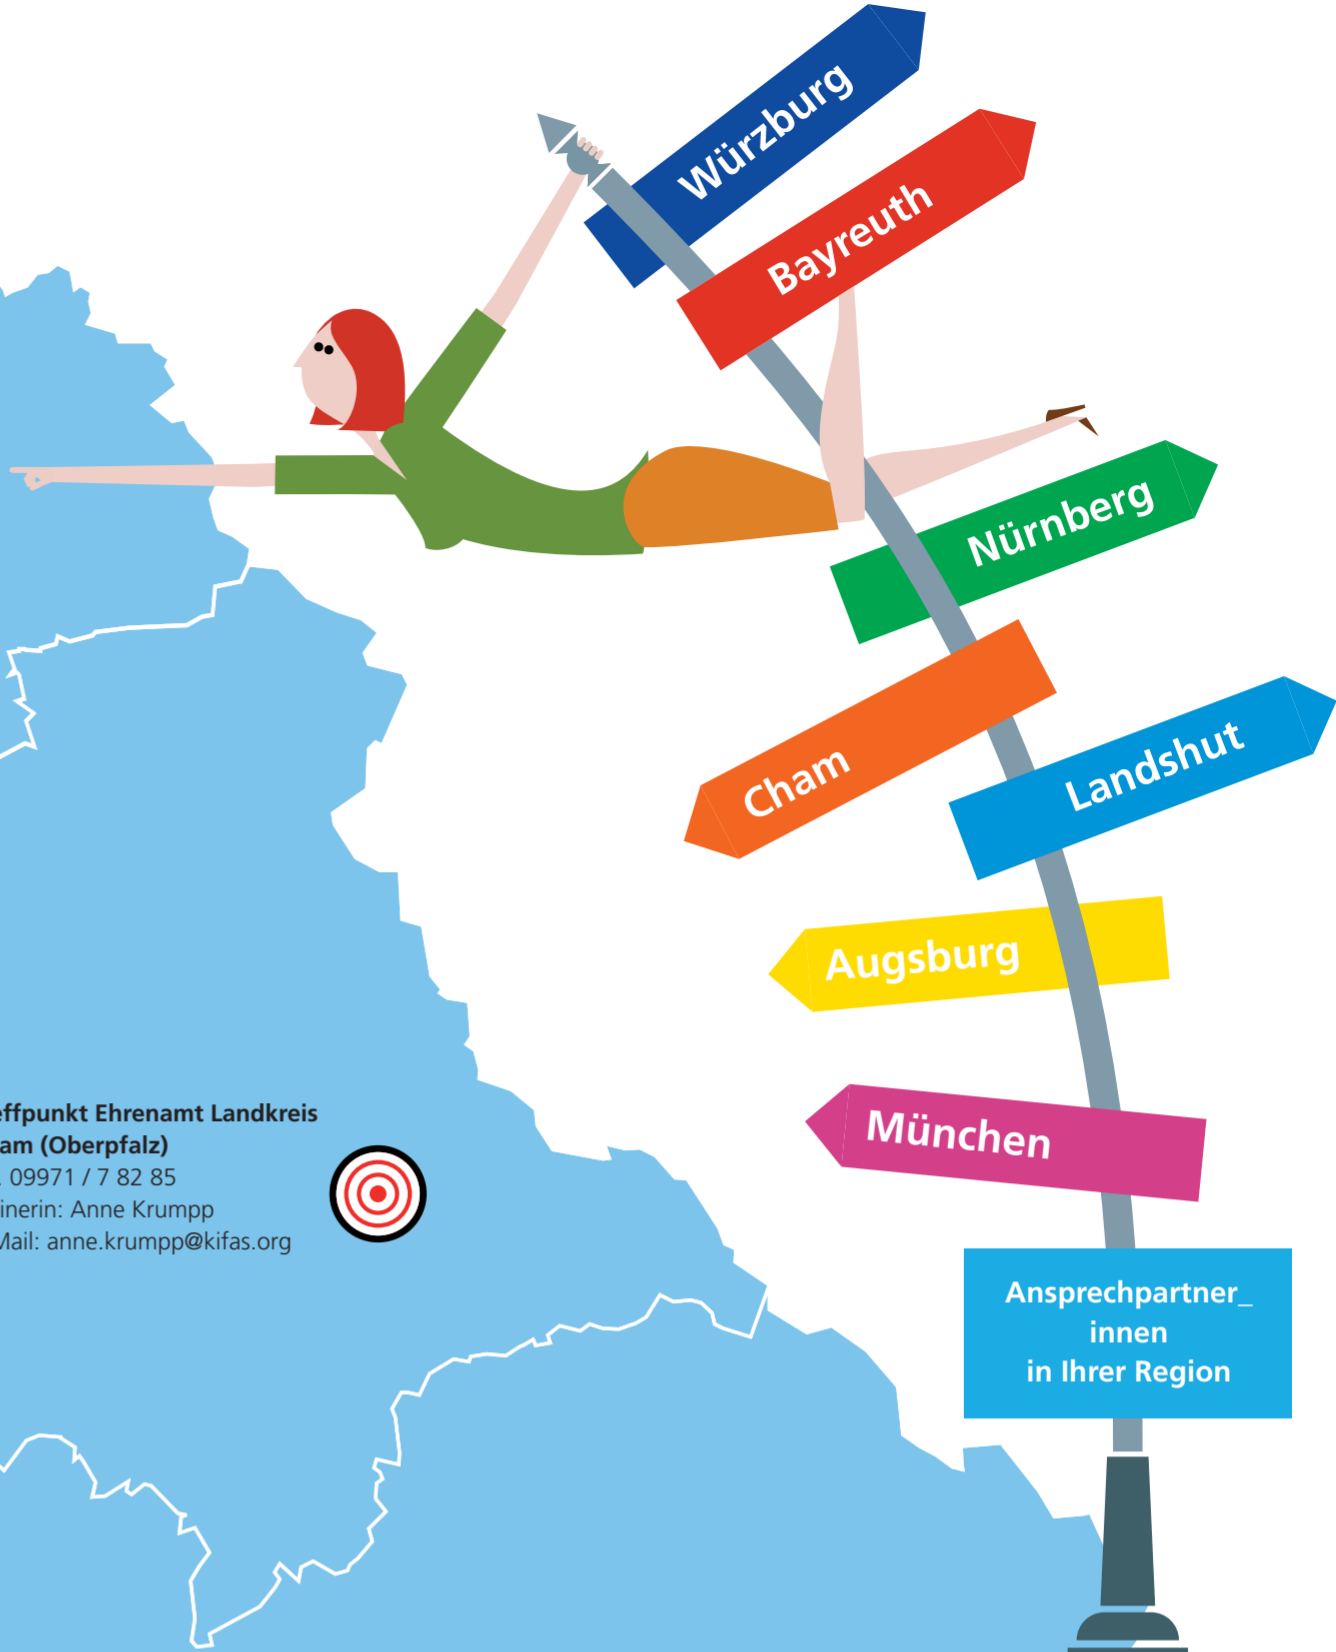 Würzburg
Bayreuth
Nürnberg
Cham
Landshut
Augsburg
München
effpunkt Ehrenamt Landkreis
am (Oberpfalz)
. 09971 / 7 82 85
inerin: Anne Krumpp
Mail: anne.krumpp@kifas.org
Ansprechpartner_
innen
in Ihrer Region